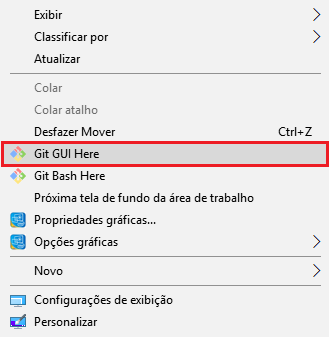 Exibir
Classificar por
Atualizar
Colar
Colar atalho
Desfazer Mover Ctrl+Z
Git GUI Here
Git Bash Here
Próxima tela de fundo da área de trabalho
Propriedades gráficas...
Opções gráficas
Novo
Configurações de exibição
Personalizar